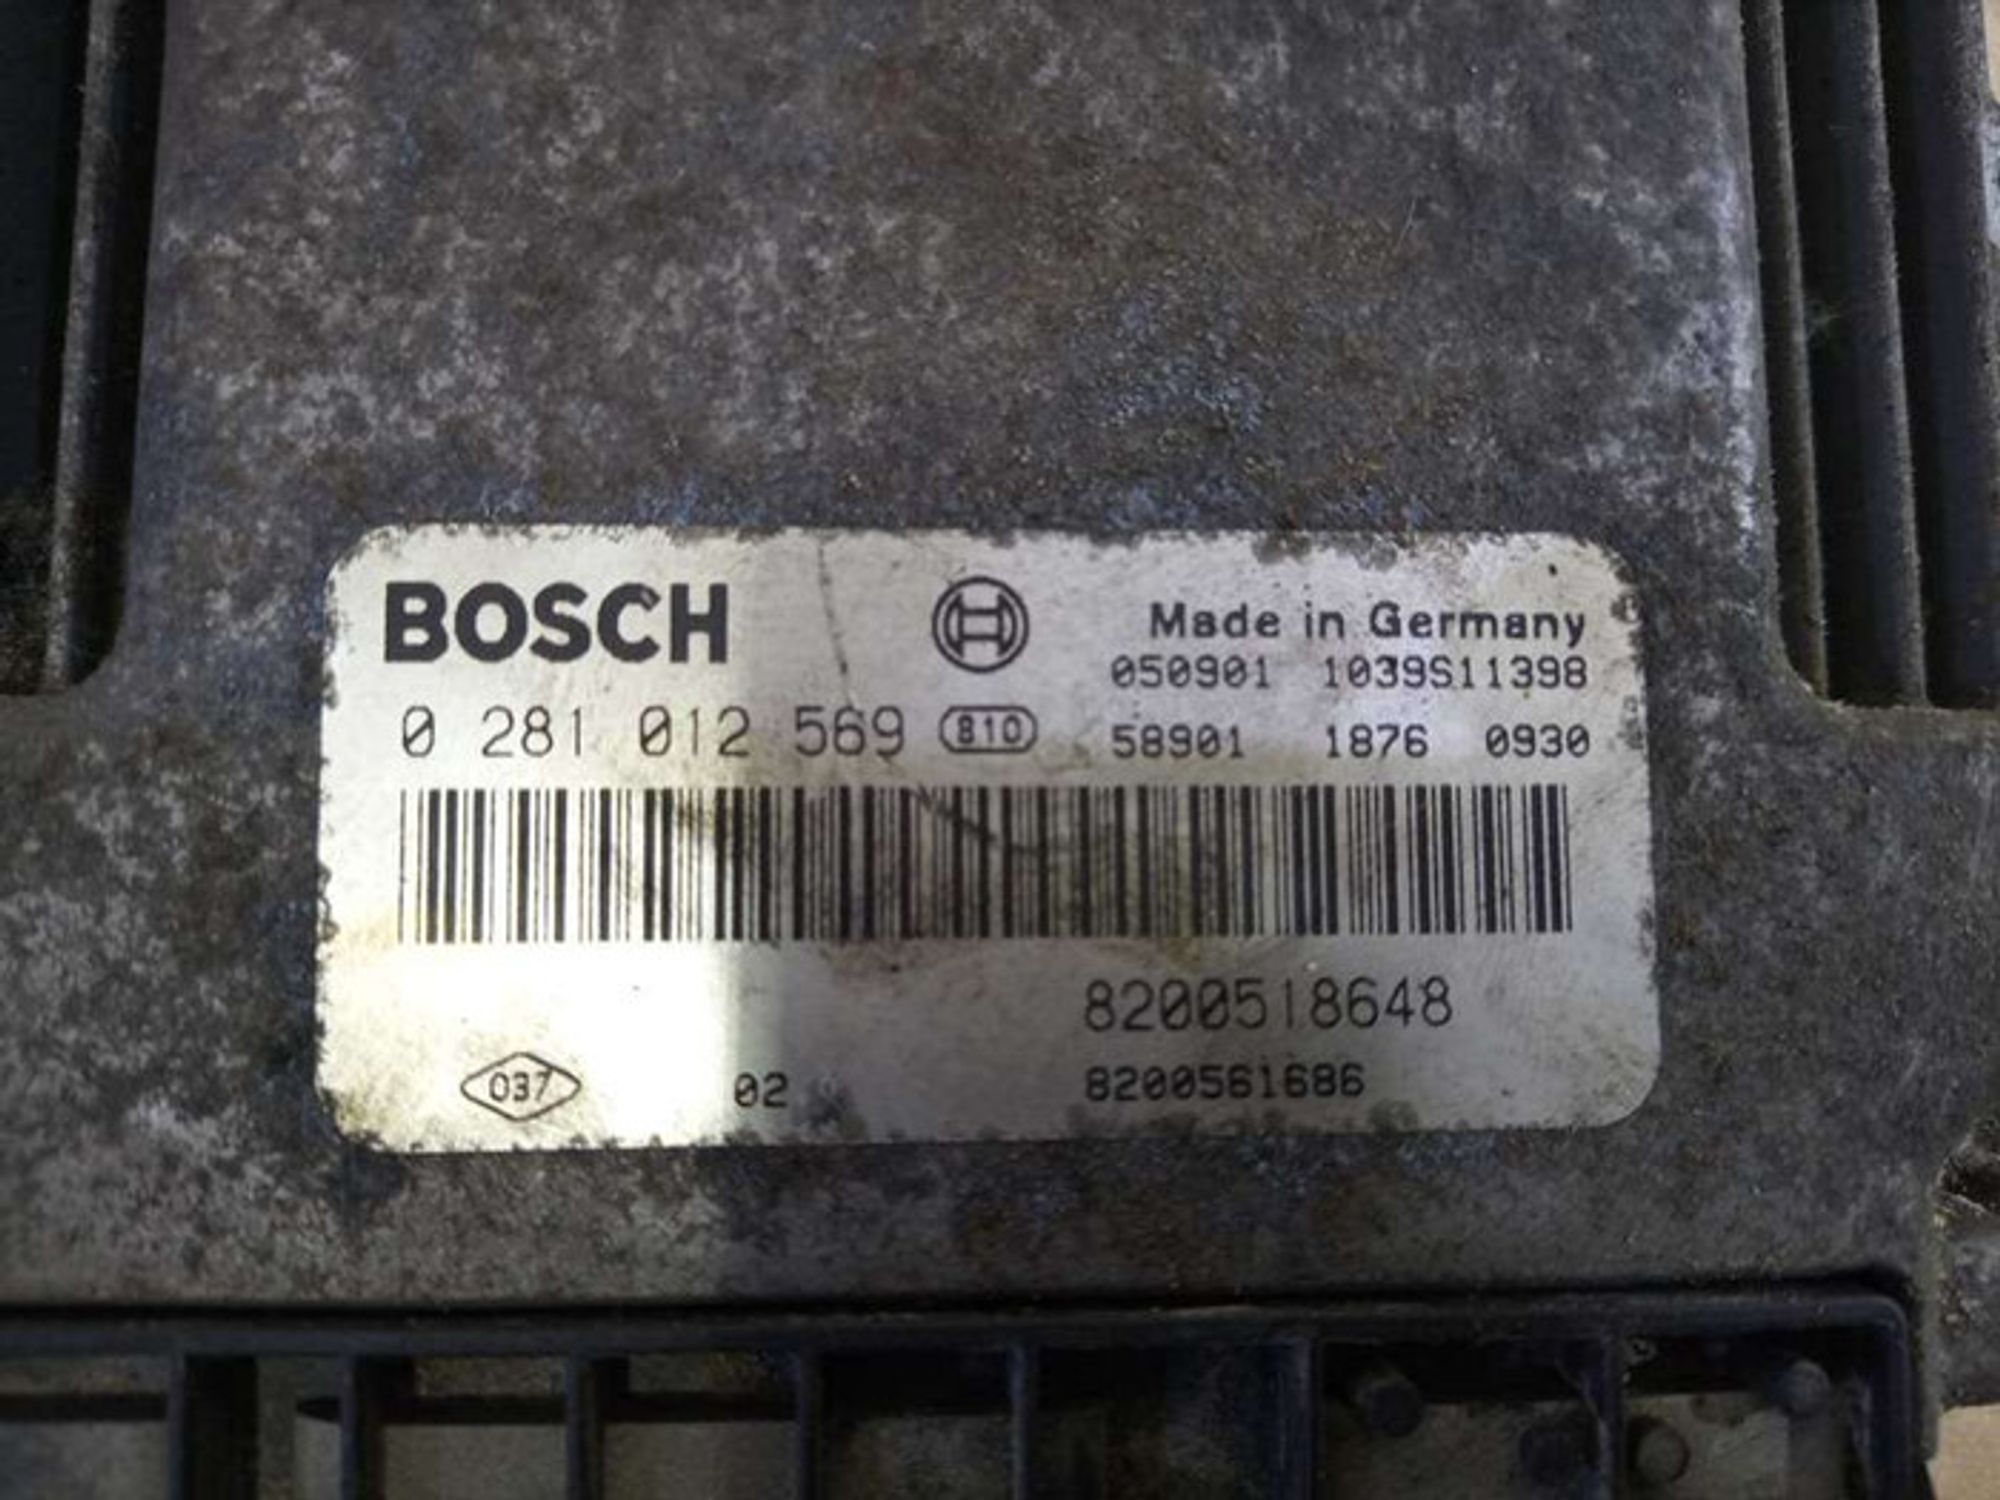 BOSCH
Made in Germany
050901 1039S11398
0 281 012 569 810 58901 1876 0930
8200518648
037 02 8200561686